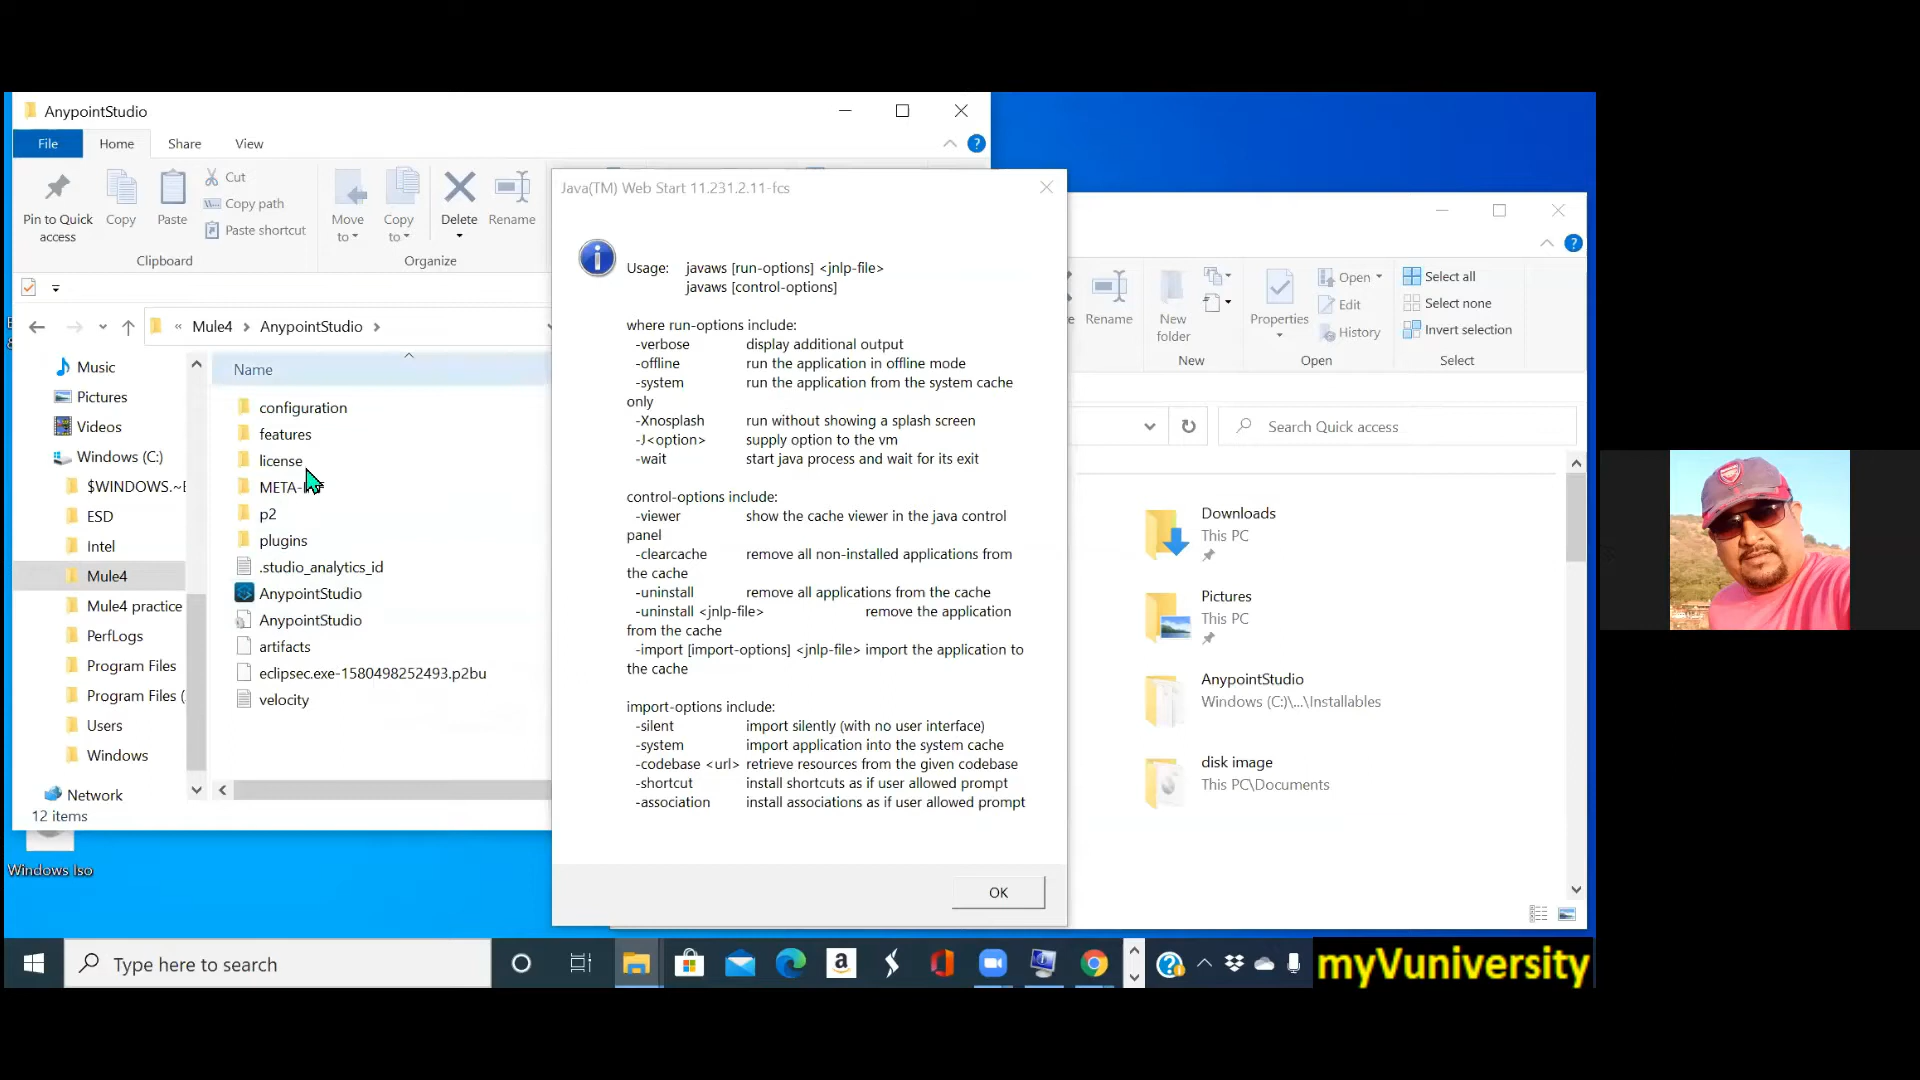 AnypointStudio
File Home Share View
Pin to Quick access
Copy
Paste
Cut
Copy path
Paste shortcut
Clipboard
Move to
Copy to
Delete
Rename
Organize
« Mule4 > AnypointStudio >
Music
Pictures
Videos
Windows (C:)
$WINDOWS.~
ESD
Intel
Mule4
Mule4 practice
PerfLogs
Program Files
Program Files (
Users
Windows
Network
12 items
Name
configuration
features
license
META-
p2
plugins
.studio_analytics_id
AnypointStudio
AnypointStudio
artifacts
eclipsec.exe-1580498252493.p2bu
velocity
Windows Iso
Java(TM) Web Start 11.231.2.11-fcs
Usage: javaws [run-options] <jnlp-file>
javaws [control-options]
where run-options include:
-verbose display additional output
-offline run the application in offline mode
-system run the application from the system cache
only
-Xnosplash run without showing a splash screen
-J<option> supply option to the vm
-wait start java process and wait for its exit
control-options include:
-viewer show the cache viewer in the java control
panel
-clearcache remove all non-installed applications from
the cache
-uninstall remove all applications from the cache
-uninstall <jnlp-file> remove the application
from the cache
-import [import-options] <jnlp-file> import the application to
the cache
import-options include:
-silent import silently (with no user interface)
-system import application into the system cache
-codebase <url> retrieve resources from the given codebase
-shortcut install shortcuts as if user allowed prompt
-association install associations as if user allowed prompt
OK
Rename
New folder
New
Properties
Open
Edit
History
Open
Select all
Select none
Invert selection
Select
Search Quick access
Downloads
This PC
Pictures
This PC
AnypointStudio
Windows (C:)\...\Installables
disk image
This PC\Documents
Type here to search
myVuniversity